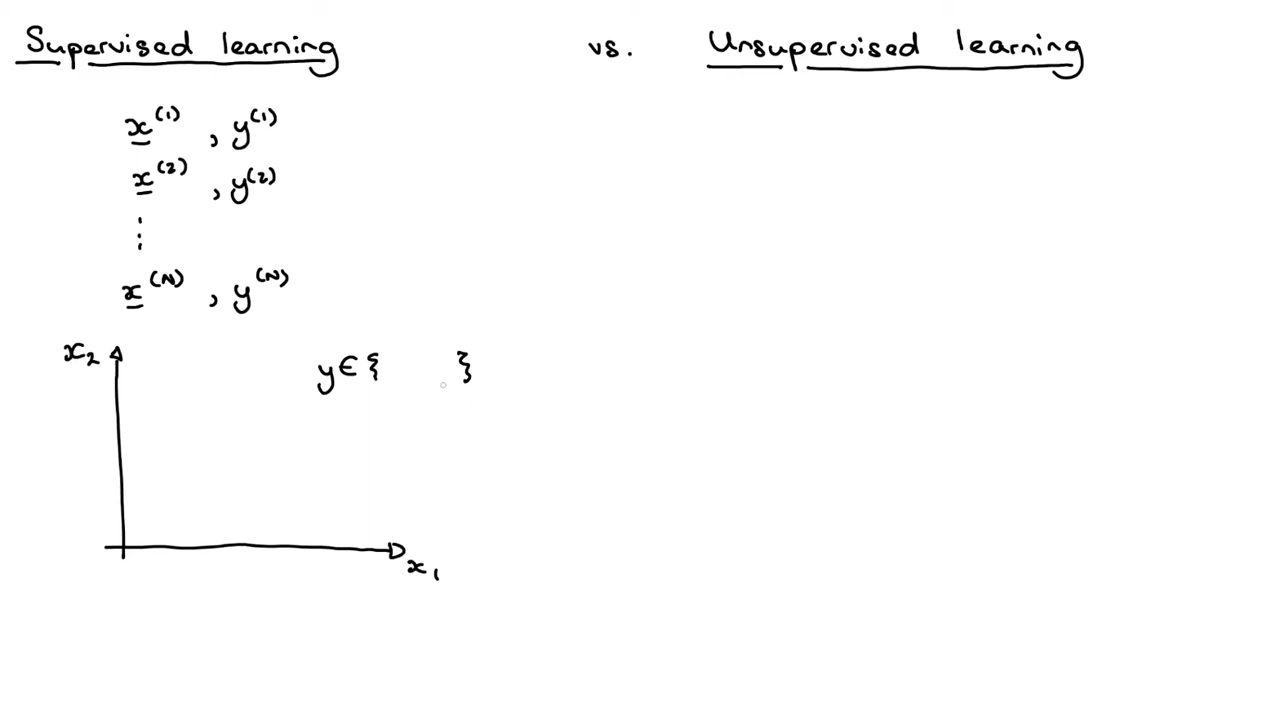 Supervised learning vs. Unsupervised learning
x^(1), y^(1)
x^(2), y^(2)
⋮
x^(N), y^(N)
x₂
y ∈ { }
x₁